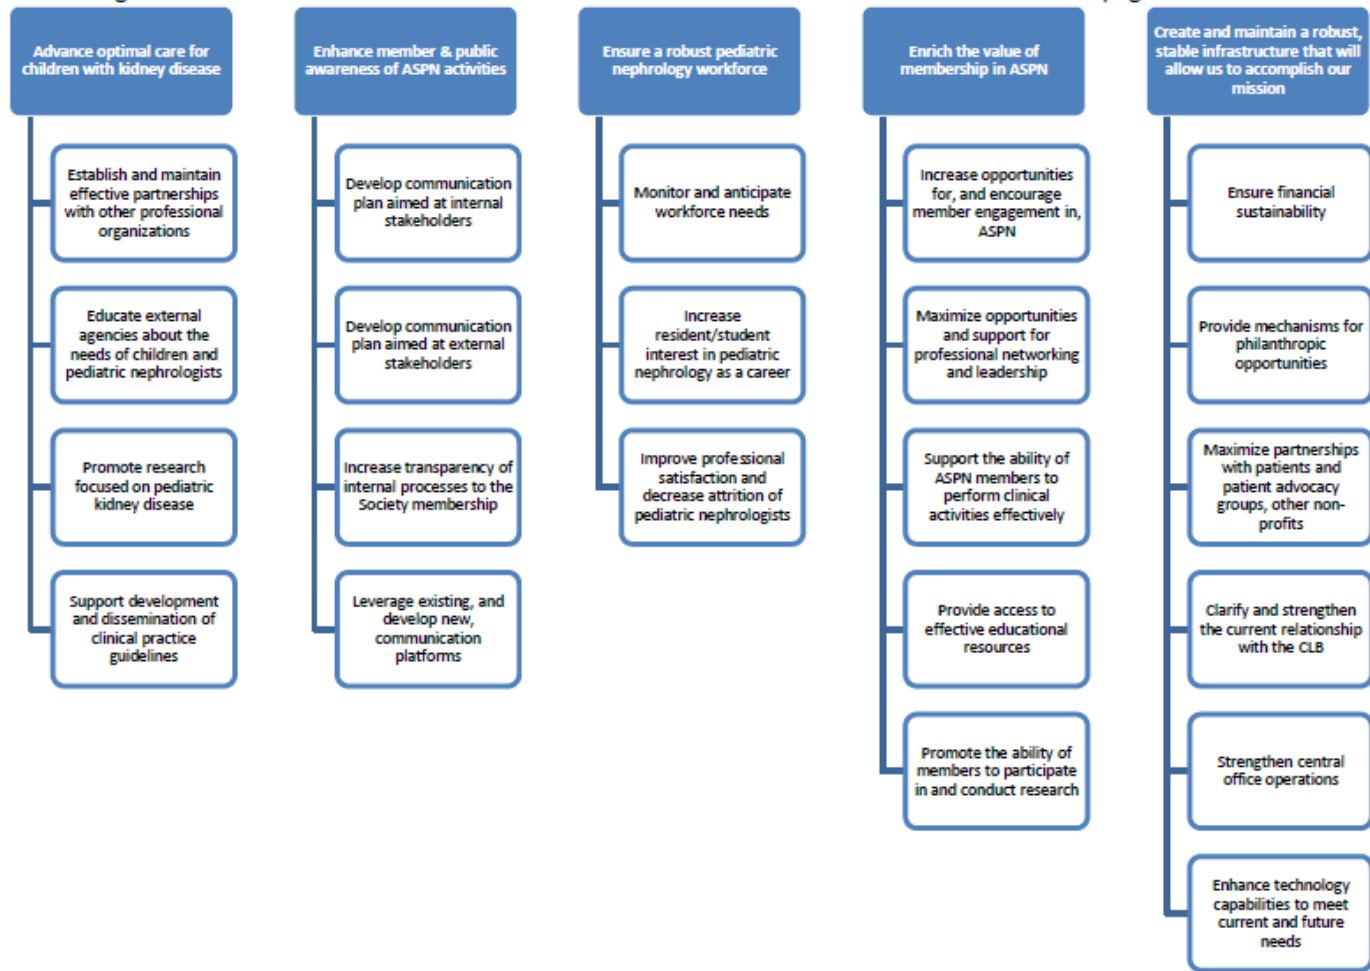 Advance optimal care for
children with kidney disease
Establish and maintain
effective partnerships
with other professional
organizations
Educate external
agencies about the
needs of children and
pediatric nephrologists
Promote research
focused on pediatric
kidney disease
Support development
and dissemination of
clinical practice
guidelines
Enhance member & public
awareness of ASPN activities
Develop communication
plan aimed at internal
stakeholders
Develop communication
plan aimed at external
stakeholders
Increase transparency of
internal processes to the
Society membership
Leverage existing, and
develop new,
communication
platforms
Ensure a robust pediatric
nephrology workforce
Monitor and anticipate
workforce needs
Increase
resident/student
interest in pediatric
nephrology as a career
Improve professional
satisfaction and
decrease attrition of
pediatric nephrologists
Enrich the value of
membership in ASPN
Increase opportunities
for, and encourage
member engagement in,
ASPN
Maximize opportunities
and support for
professional networking
and leadership
Support the ability of
ASPN members to
perform clinical
activities effectively
Provide access to
effective educational
resources
Promote the ability of
members to participate
in and conduct research
Create and maintain a robust,
stable infrastructure that will
allow us to accomplish our
mission
Ensure financial
sustainability
Provide mechanisms for
philanthropic
opportunities
Maximize partnerships
with patients and
patient advocacy
groups, other non-
profits
Clarify and strengthen
the current relationship
with the CLB
Strengthen central
office operations
Enhance technology
capabilities to meet
current and future
needs